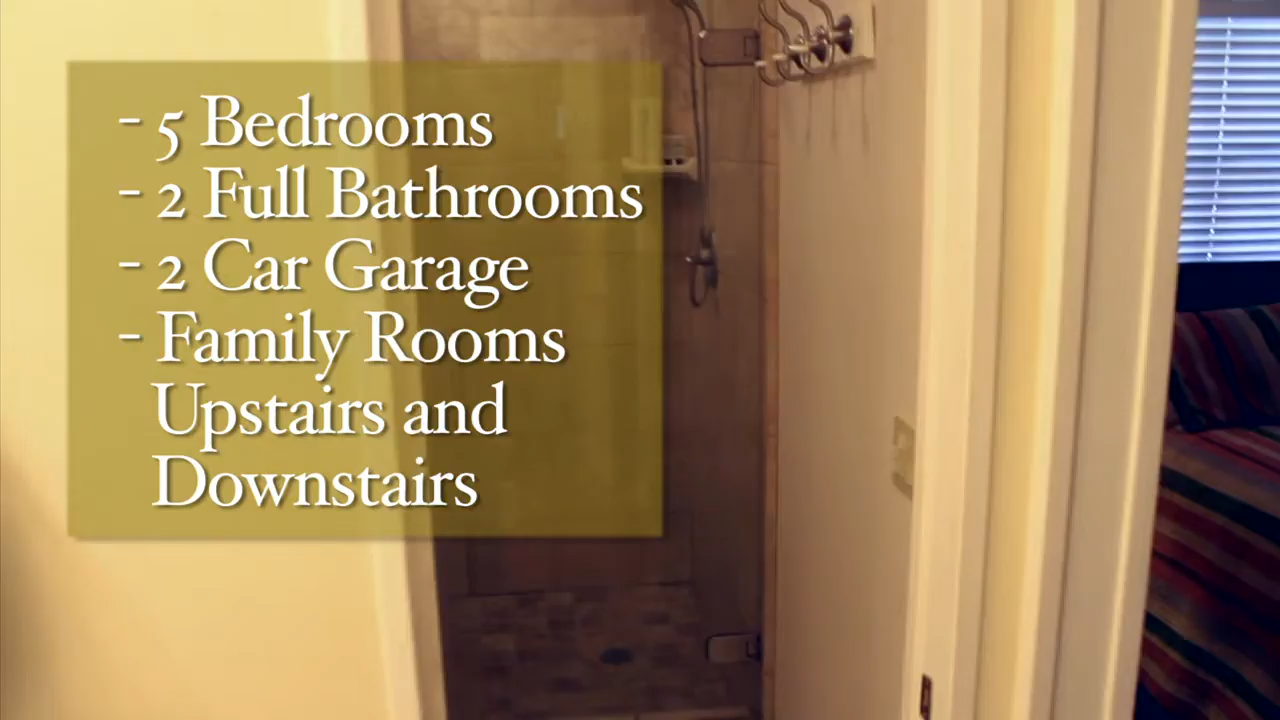 - 5 Bedrooms
- 2 Full Bathrooms
- 2 Car Garage
- Family Rooms
Upstairs and
Downstairs